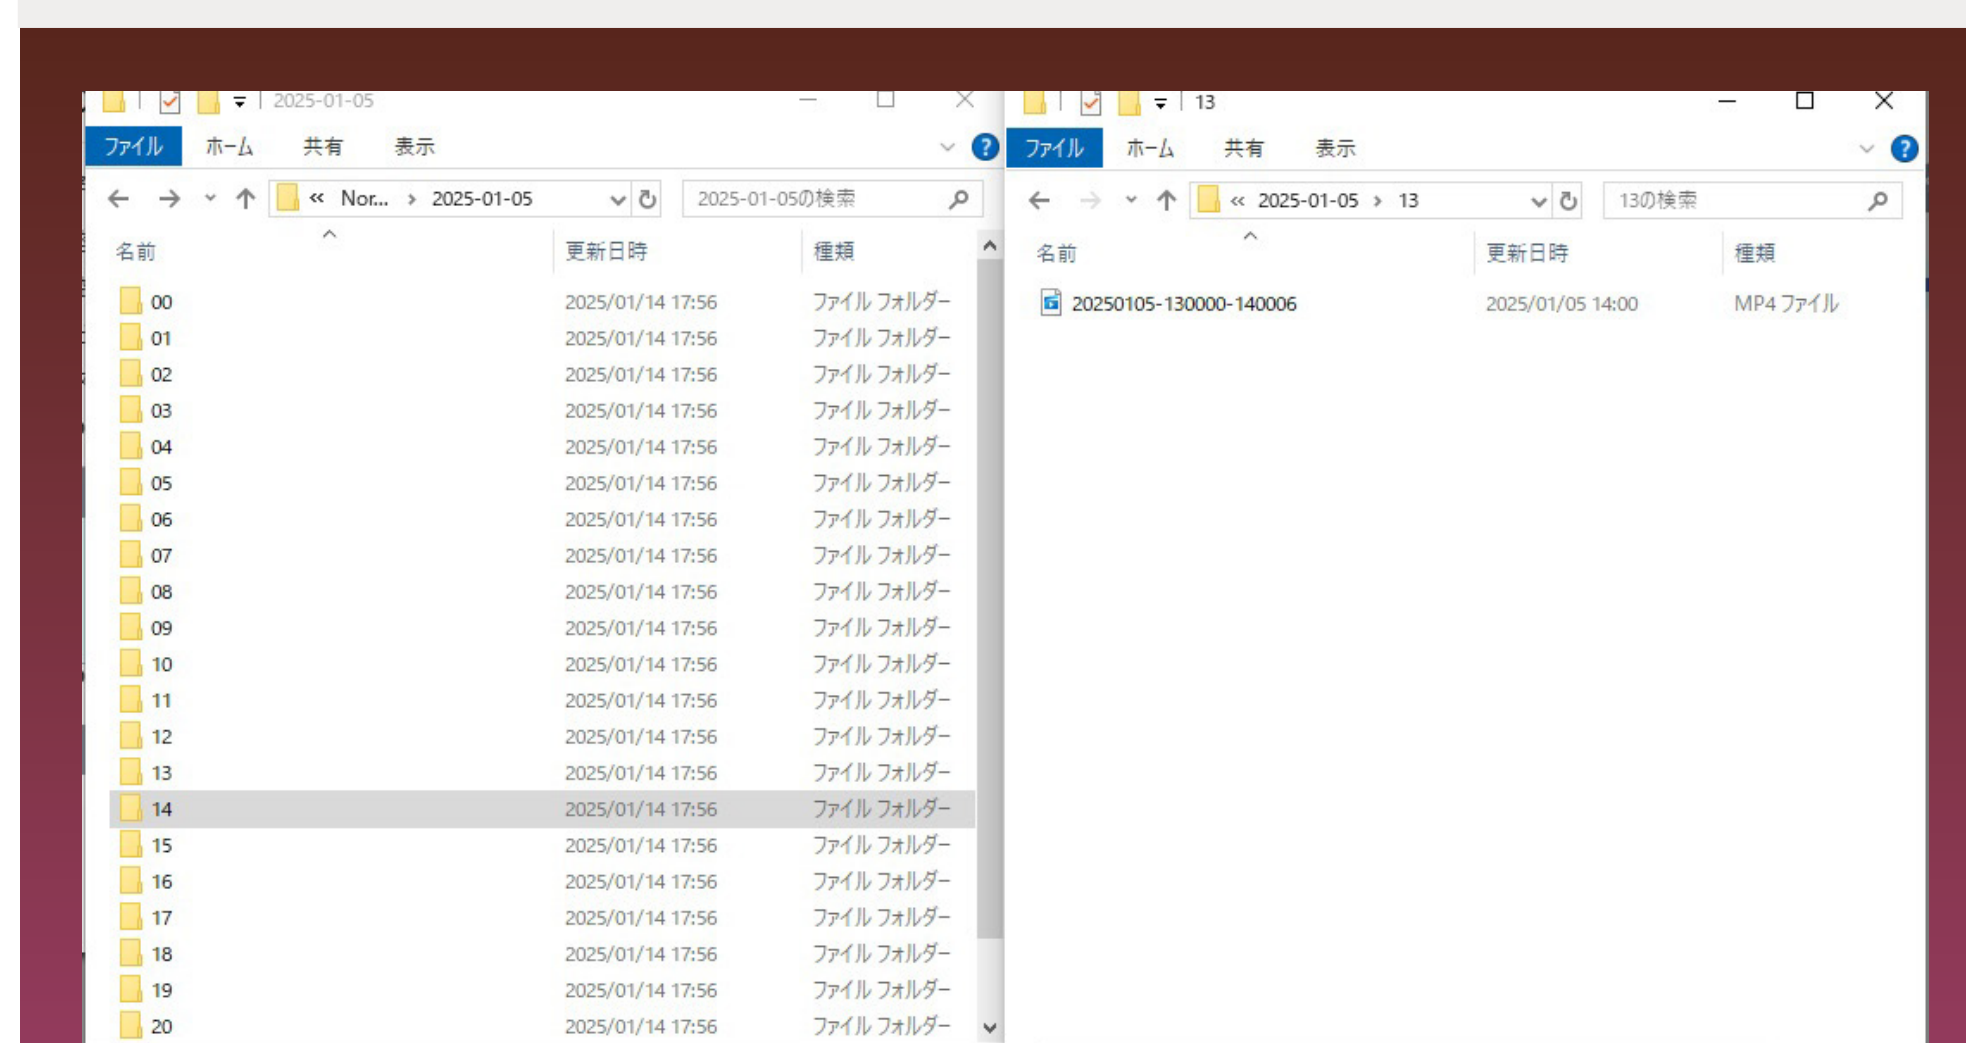 2025-01-05
ファイル ホーム 共有 表示
« Nor... › 2025-01-05 2025-01-05の検索
名前 更新日時 種類
00 2025/01/14 17:56 ファイル フォルダー
01 2025/01/14 17:56 ファイル フォルダー
02 2025/01/14 17:56 ファイル フォルダー
03 2025/01/14 17:56 ファイル フォルダー
04 2025/01/14 17:56 ファイル フォルダー
05 2025/01/14 17:56 ファイル フォルダー
06 2025/01/14 17:56 ファイル フォルダー
07 2025/01/14 17:56 ファイル フォルダー
08 2025/01/14 17:56 ファイル フォルダー
09 2025/01/14 17:56 ファイル フォルダー
10 2025/01/14 17:56 ファイル フォルダー
11 2025/01/14 17:56 ファイル フォルダー
12 2025/01/14 17:56 ファイル フォルダー
13 2025/01/14 17:56 ファイル フォルダー
14 2025/01/14 17:56 ファイル フォルダー
15 2025/01/14 17:56 ファイル フォルダー
16 2025/01/14 17:56 ファイル フォルダー
17 2025/01/14 17:56 ファイル フォルダー
18 2025/01/14 17:56 ファイル フォルダー
19 2025/01/14 17:56 ファイル フォルダー
20 2025/01/14 17:56 ファイル フォルダー
13
ファイル ホーム 共有 表示
« 2025-01-05 › 13 13の検索
名前 更新日時 種類
20250105-130000-140006 2025/01/05 14:00 MP4 ファイル